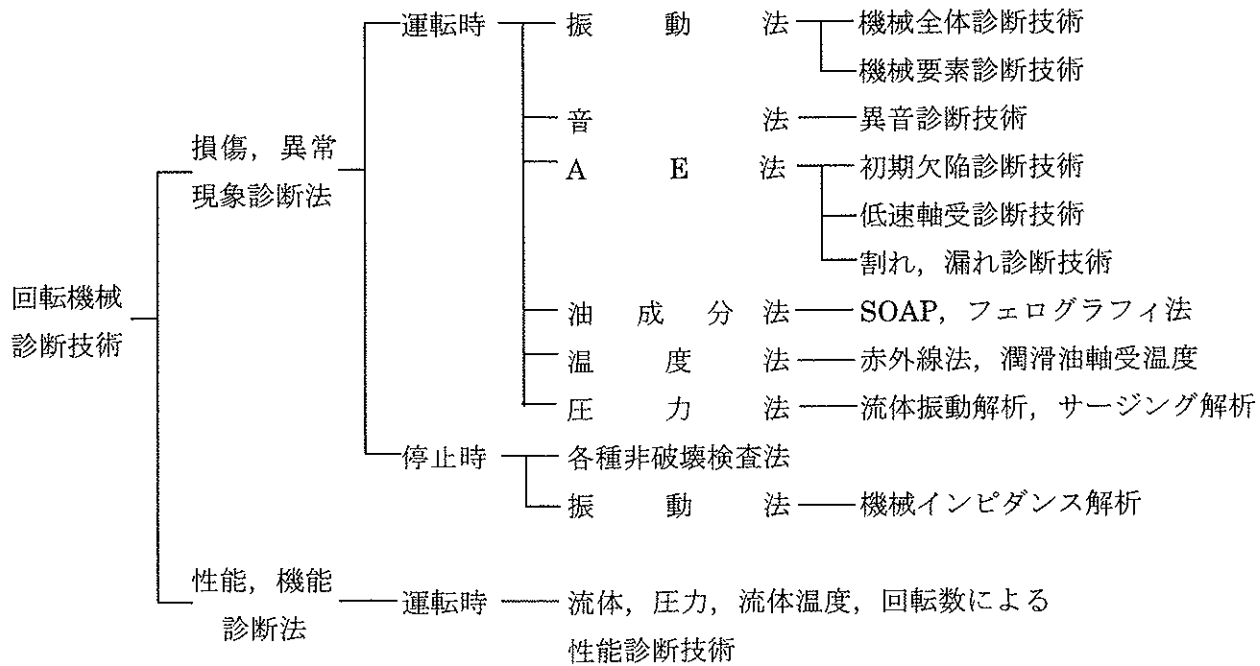 運転時 振動法 機械全体診断技術
機械要素診断技術
音法 異音診断技術
損傷，異常
現象診断法
AE法 初期欠陥診断技術
低速軸受診断技術
割れ，漏れ診断技術
回転機械
診断技術
油成分法 SOAP，フェログラフィ法
温度法 赤外線法，潤滑油軸受温度
圧力法 流体振動解析，サージング解析
停止時 各種非破壊検査法
振動法 機械インピダンス解析
性能，機能
診断法
運転時 流体，圧力，流体温度，回転数による
性能診断技術